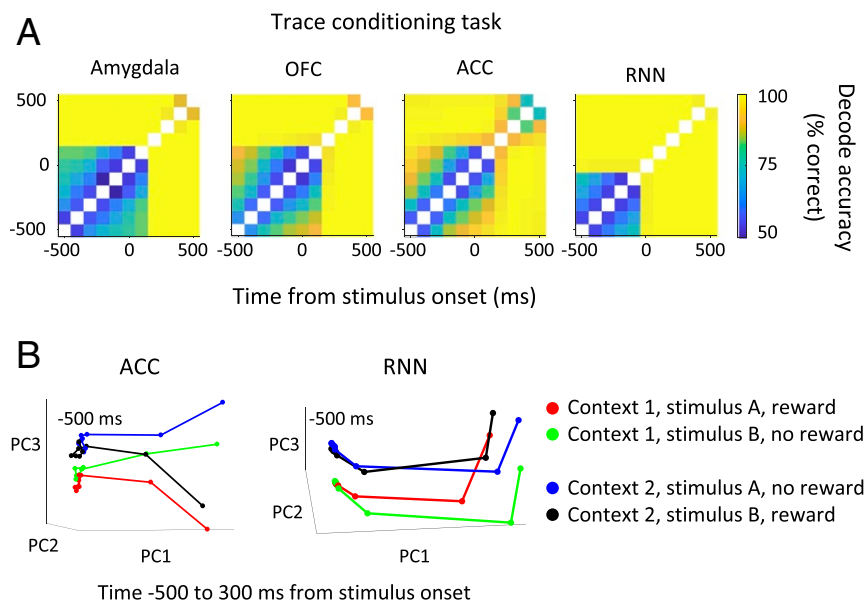 A
Trace conditioning task
Amygdala
OFC
ACC
RNN
500
0
-500
-500 0 500
-500 0 500
-500 0 500
-500 0 500
100
75
50
Decode accuracy
(% correct)
Time from stimulus onset (ms)
B
ACC
RNN
-500 ms
PC3
PC2
PC1
-500 ms
PC3
PC2
PC1
Context 1, stimulus A, reward
Context 1, stimulus B, no reward
Context 2, stimulus A, no reward
Context 2, stimulus B, reward
Time -500 to 300 ms from stimulus onset